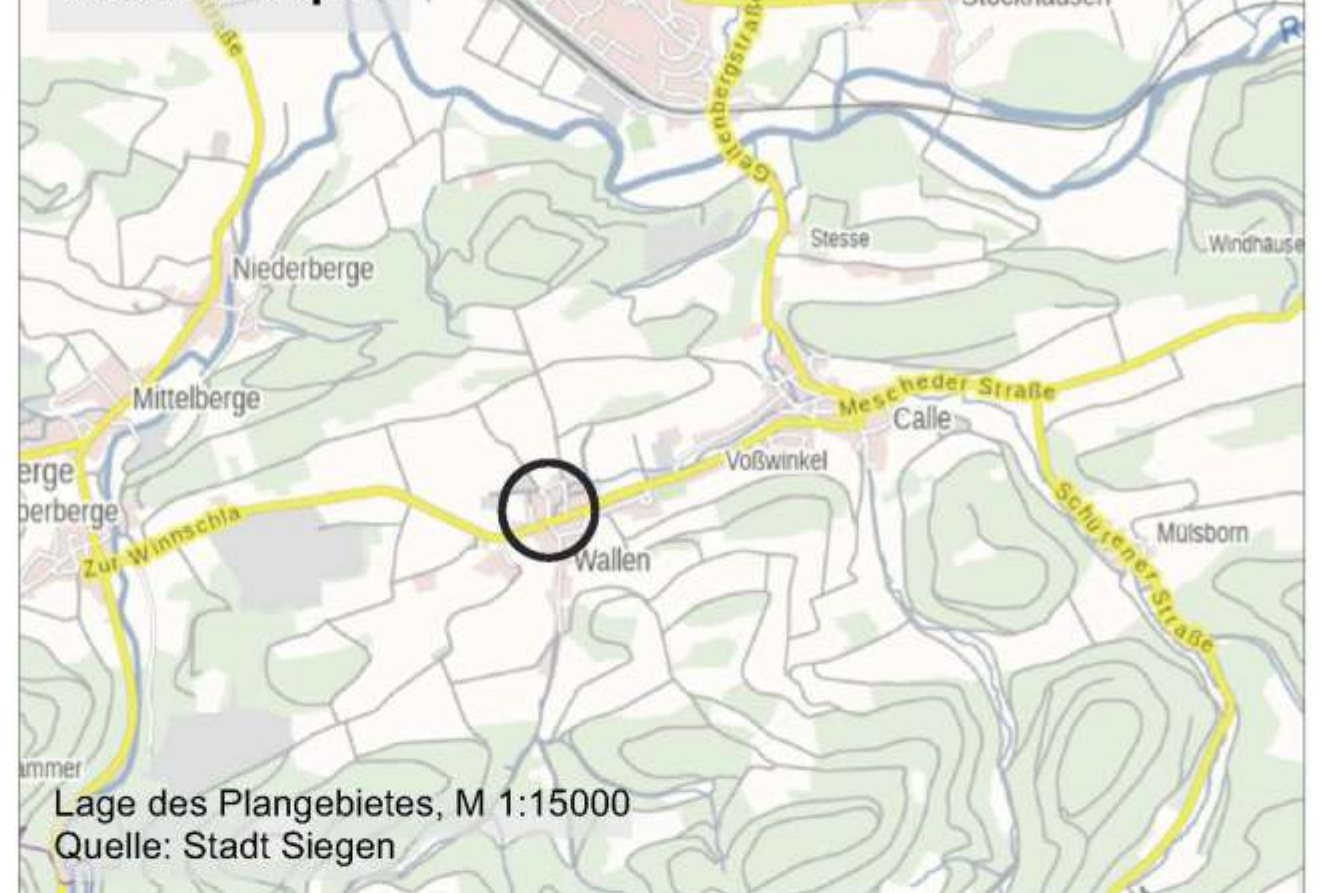 Stockhausen
Geitenbergstraße
Stesse
Windhause
Niederberge
Mittelberge
Mescheder Straße
Calle
Voßwinkel
erge
berberge
Zur Winnschla
Wallen
Schürener Straße
Mülsborn
ammer
Lage des Plangebietes, M 1:15000
Quelle: Stadt Siegen